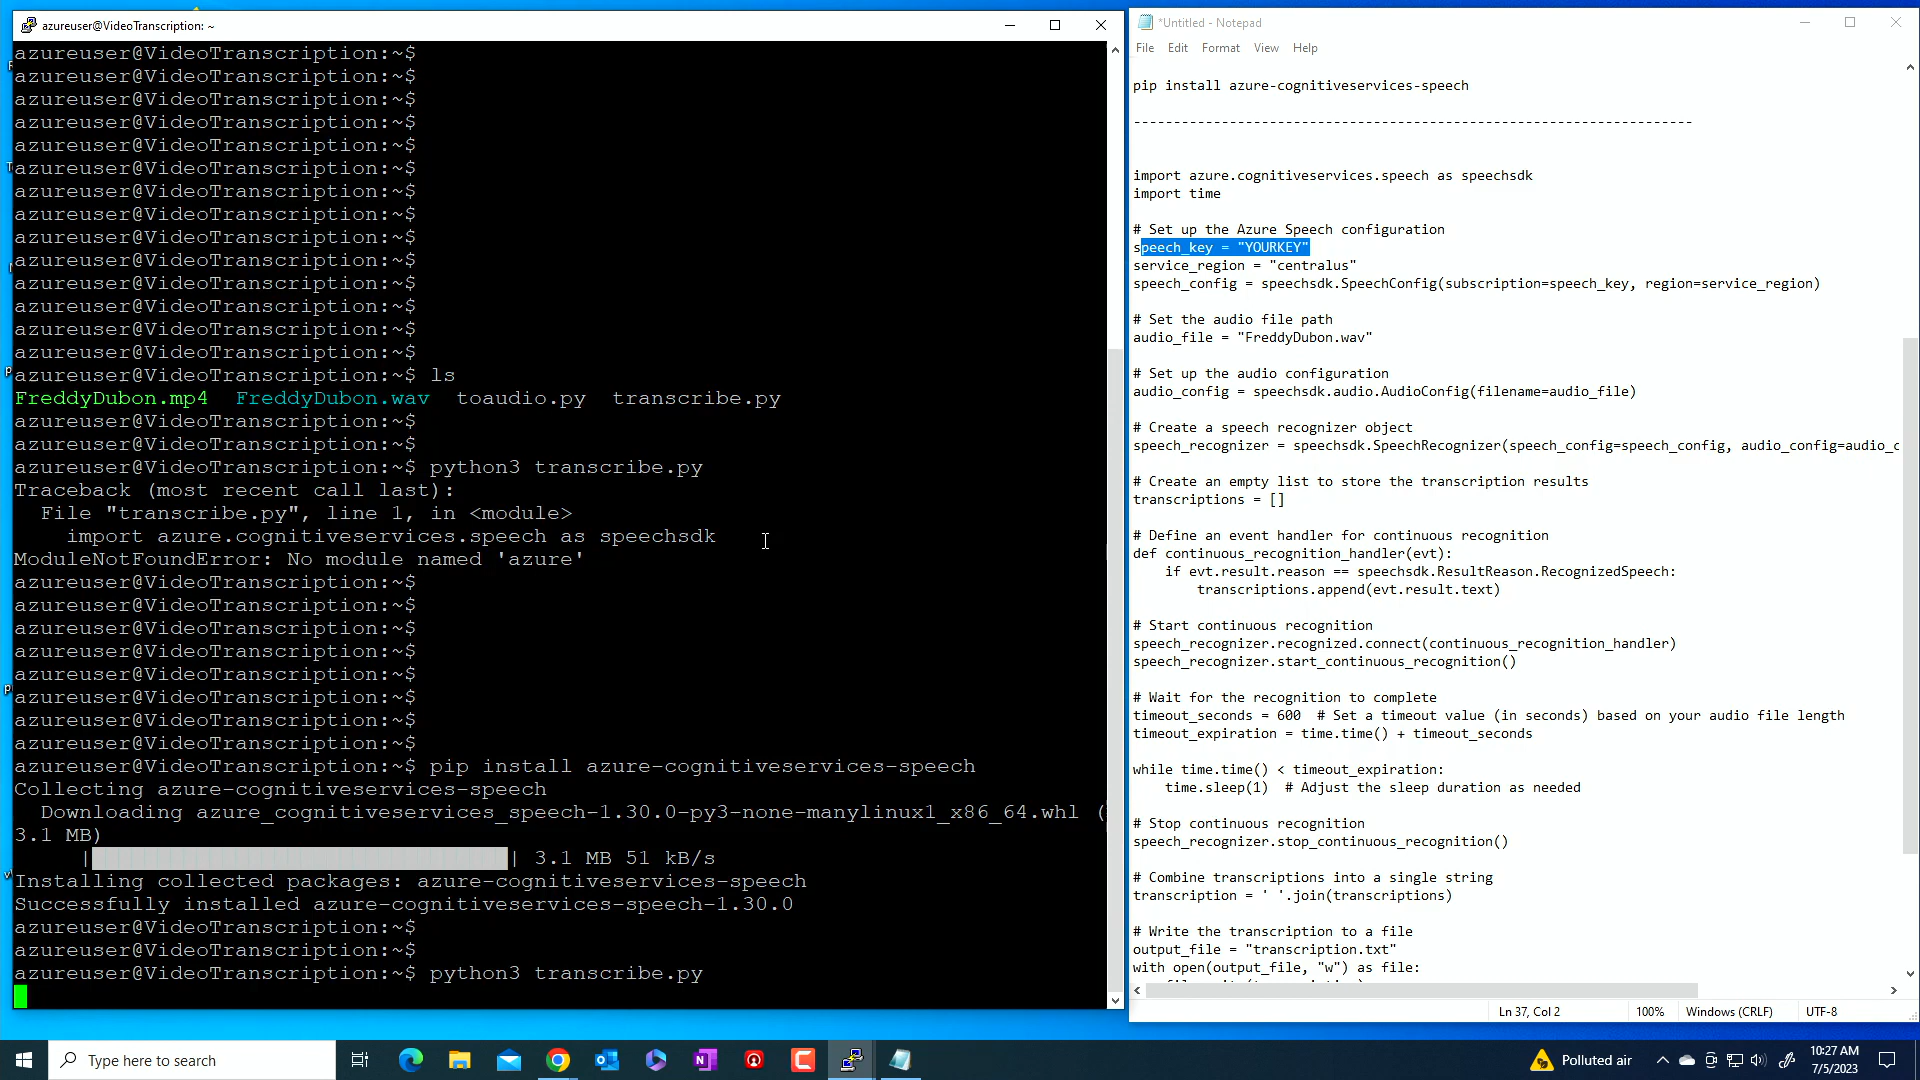 azureuser@VideoTranscription: ~
azureuser@VideoTranscription:~$
azureuser@VideoTranscription:~$
azureuser@VideoTranscription:~$
azureuser@VideoTranscription:~$
azureuser@VideoTranscription:~$
azureuser@VideoTranscription:~$
azureuser@VideoTranscription:~$
azureuser@VideoTranscription:~$
azureuser@VideoTranscription:~$
azureuser@VideoTranscription:~$
azureuser@VideoTranscription:~$
azureuser@VideoTranscription:~$
azureuser@VideoTranscription:~$
azureuser@VideoTranscription:~$
azureuser@VideoTranscription:~$ ls
FreddyDubon.mp4 FreddyDubon.wav toaudio.py transcribe.py
azureuser@VideoTranscription:~$
azureuser@VideoTranscription:~$
azureuser@VideoTranscription:~$ python3 transcribe.py
Traceback (most recent call last):
File "transcribe.py", line 1, in <module>
import azure.cognitiveservices.speech as speechsdk
ModuleNotFoundError: No module named 'azure'
azureuser@VideoTranscription:~$
azureuser@VideoTranscription:~$
azureuser@VideoTranscription:~$
azureuser@VideoTranscription:~$
azureuser@VideoTranscription:~$
azureuser@VideoTranscription:~$
azureuser@VideoTranscription:~$
azureuser@VideoTranscription:~$
azureuser@VideoTranscription:~$ pip install azure-cognitiveservices-speech
Collecting azure-cognitiveservices-speech
Downloading azure_cognitiveservices_speech-1.30.0-py3-none-manylinux1_x86_64.whl (
3.1 MB)
| | 3.1 MB 51 kB/s
Installing collected packages: azure-cognitiveservices-speech
Successfully installed azure-cognitiveservices-speech-1.30.0
azureuser@VideoTranscription:~$
azureuser@VideoTranscription:~$
azureuser@VideoTranscription:~$ python3 transcribe.py
*Untitled - Notepad
File Edit Format View Help
pip install azure-cognitiveservices-speech
----------------------------------------------------------------------
import azure.cognitiveservices.speech as speechsdk
import time
# Set up the Azure Speech configuration
speech_key = "YOURKEY"
service_region = "centralus"
speech_config = speechsdk.SpeechConfig(subscription=speech_key, region=service_region)
# Set the audio file path
audio_file = "FreddyDubon.wav"
# Set up the audio configuration
audio_config = speechsdk.audio.AudioConfig(filename=audio_file)
# Create a speech recognizer object
speech_recognizer = speechsdk.SpeechRecognizer(speech_config=speech_config, audio_config=audio_c
# Create an empty list to store the transcription results
transcriptions = []
# Define an event handler for continuous recognition
def continuous_recognition_handler(evt):
if evt.result.reason == speechsdk.ResultReason.RecognizedSpeech:
transcriptions.append(evt.result.text)
# Start continuous recognition
speech_recognizer.recognized.connect(continuous_recognition_handler)
speech_recognizer.start_continuous_recognition()
# Wait for the recognition to complete
timeout_seconds = 600 # Set a timeout value (in seconds) based on your audio file length
timeout_expiration = time.time() + timeout_seconds
while time.time() < timeout_expiration:
time.sleep(1) # Adjust the sleep duration as needed
# Stop continuous recognition
speech_recognizer.stop_continuous_recognition()
# Combine transcriptions into a single string
transcription = ' '.join(transcriptions)
# Write the transcription to a file
output_file = "transcription.txt"
with open(output_file, "w") as file:
Ln 37, Col 2 100% Windows (CRLF) UTF-8
Type here to search
Polluted air
10:27 AM
7/5/2023